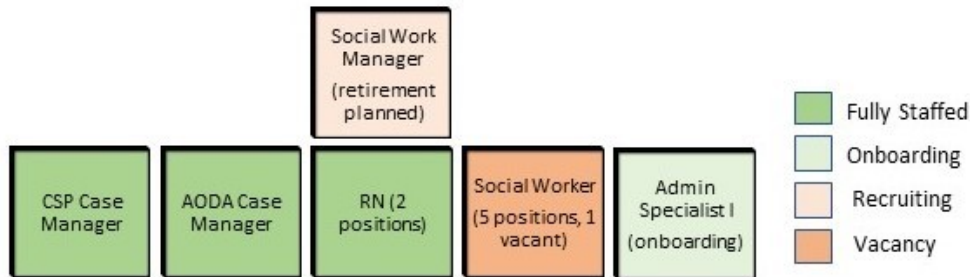 Social Work
Manager
(retirement
planned)
CSP Case
Manager
AODA Case
Manager
RN (2
positions)
Social Worker
(5 positions, 1
vacant)
Admin
Specialist I
(onboarding)
Fully Staffed
Onboarding
Recruiting
Vacancy